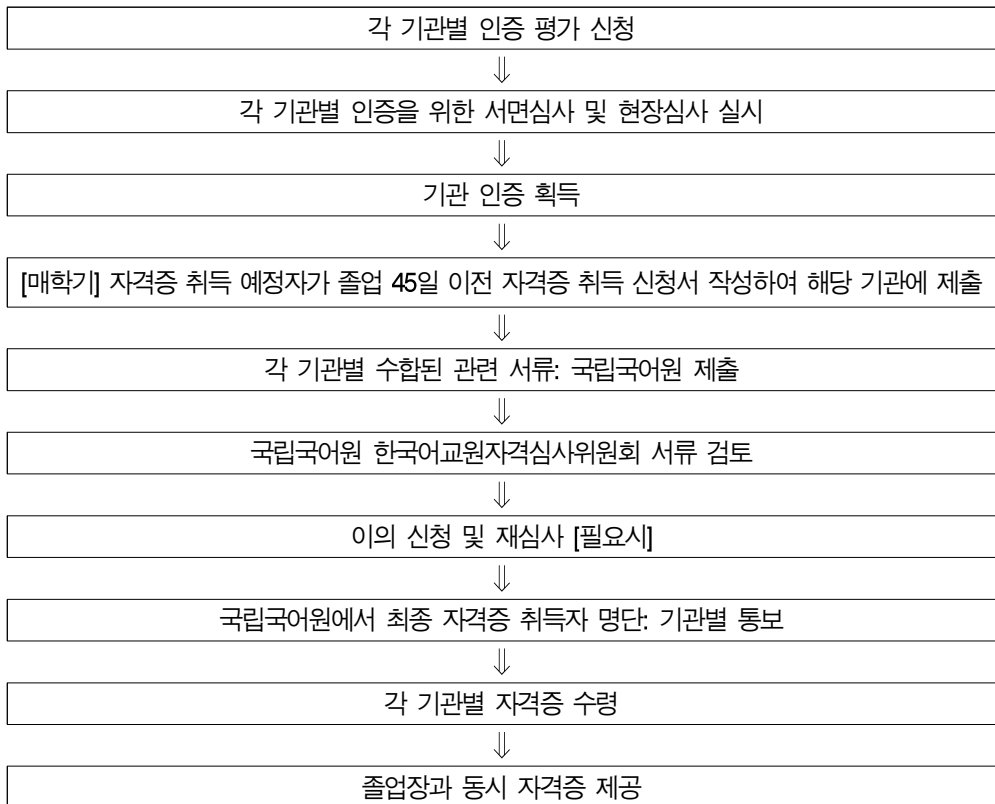 각 기관별 인증 평가 신청
⇓
각 기관별 인증을 위한 서면심사 및 현장심사 실시
⇓
기관 인증 획득
⇓
[매학기] 자격증 취득 예정자가 졸업 45일 이전 자격증 취득 신청서 작성하여 해당 기관에 제출
⇓
각 기관별 수합된 관련 서류: 국립국어원 제출
⇓
국립국어원 한국어교원자격심사위원회 서류 검토
⇓
이의 신청 및 재심사 [필요시]
⇓
국립국어원에서 최종 자격증 취득자 명단: 기관별 통보
⇓
각 기관별 자격증 수령
⇓
졸업장과 동시 자격증 제공